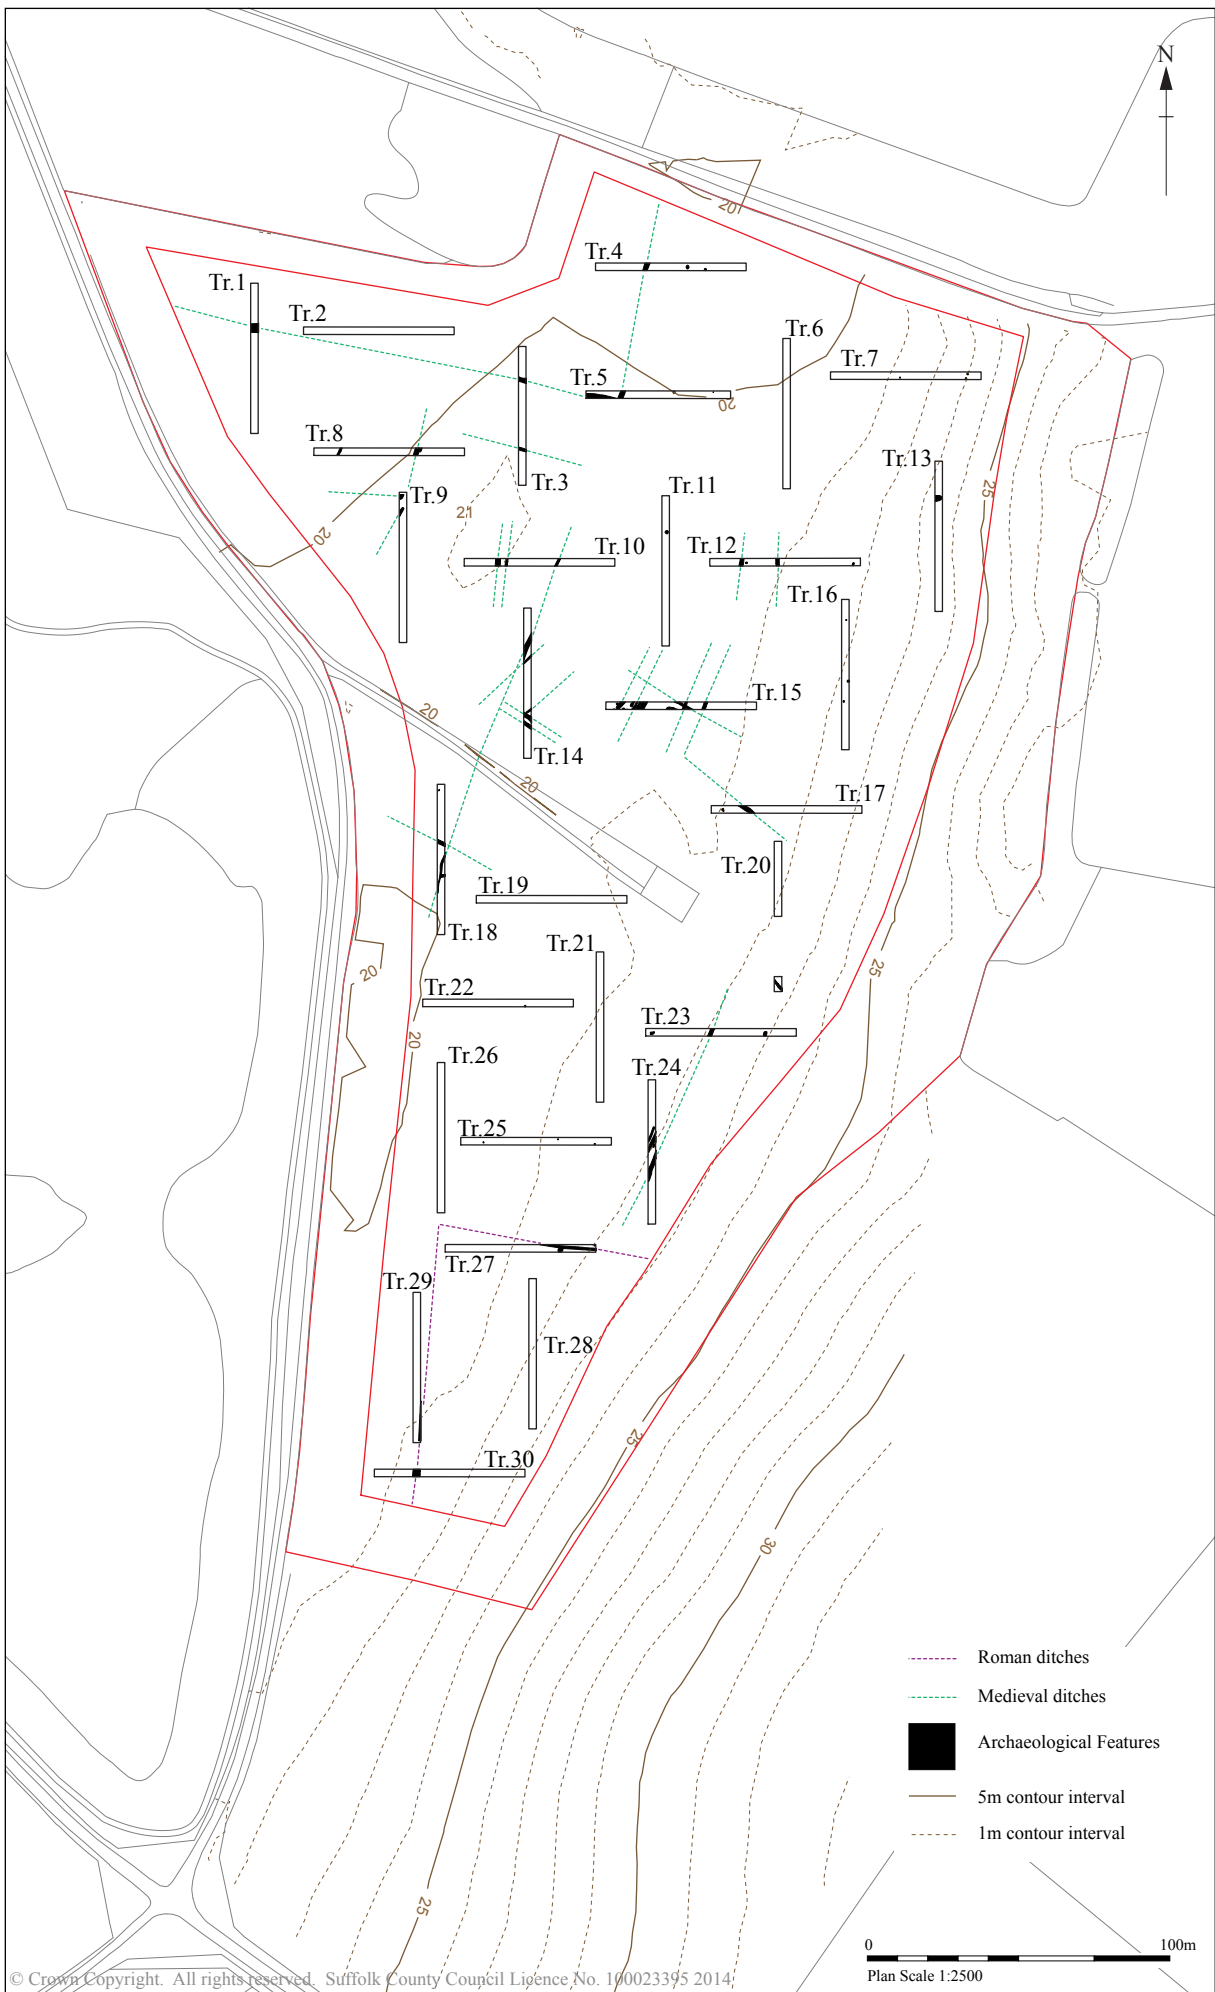 N
20
Tr.4
Tr.1
Tr.2
Tr.6
Tr.5
Tr.7
20
Tr.8
Tr.3
Tr.13
Tr.9
Tr.11
25
21
20
Tr.10
Tr.12
Tr.16
20
Tr.15
Tr.14
20
Tr.17
Tr.20
Tr.19
Tr.18
Tr.21
20
25
Tr.22
Tr.23
20
Tr.26
Tr.24
Tr.25
Tr.27
Tr.29
Tr.28
25
Tr.30
30
Roman ditches
Medieval ditches
Archaeological Features
5m contour interval
1m contour interval
25
0 100m
Plan Scale 1:2500
© Crown Copyright. All rights reserved. Suffolk County Council Licence No. 100023395 2014